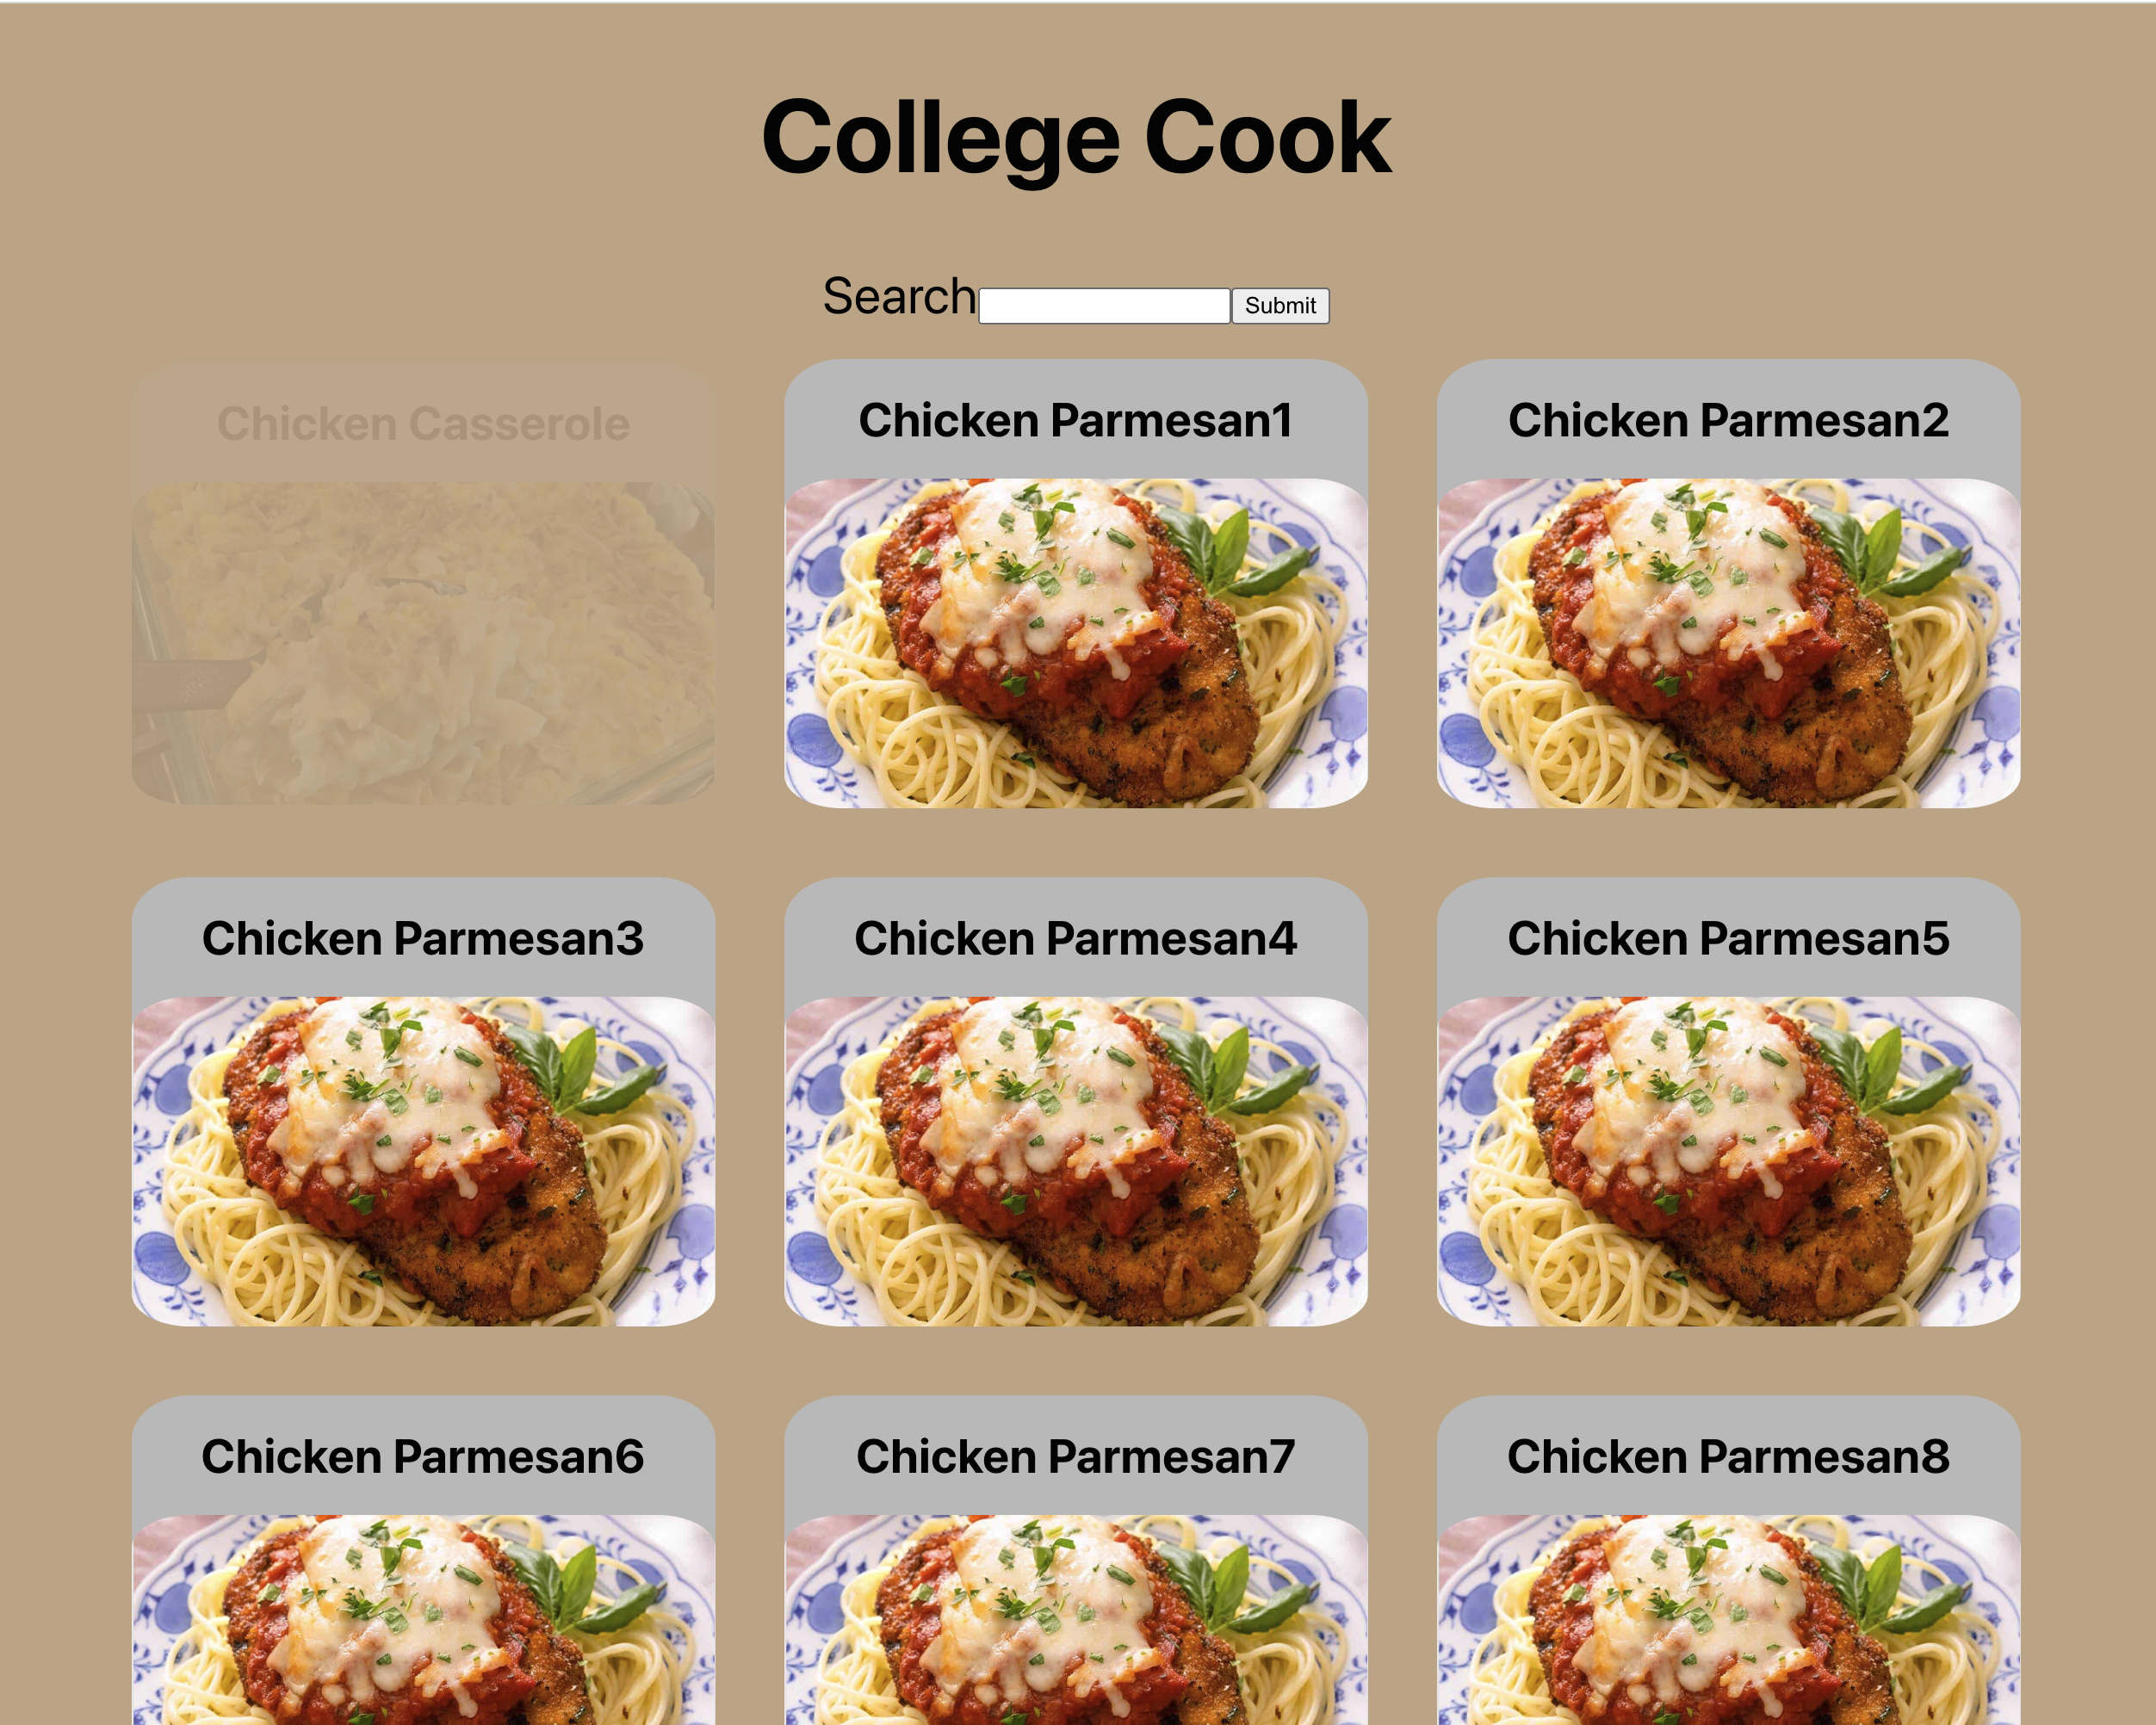 College Cook
Search Submit
Chicken Casserole
Chicken Parmesan1
Chicken Parmesan2
Chicken Parmesan3
Chicken Parmesan4
Chicken Parmesan5
Chicken Parmesan6
Chicken Parmesan7
Chicken Parmesan8